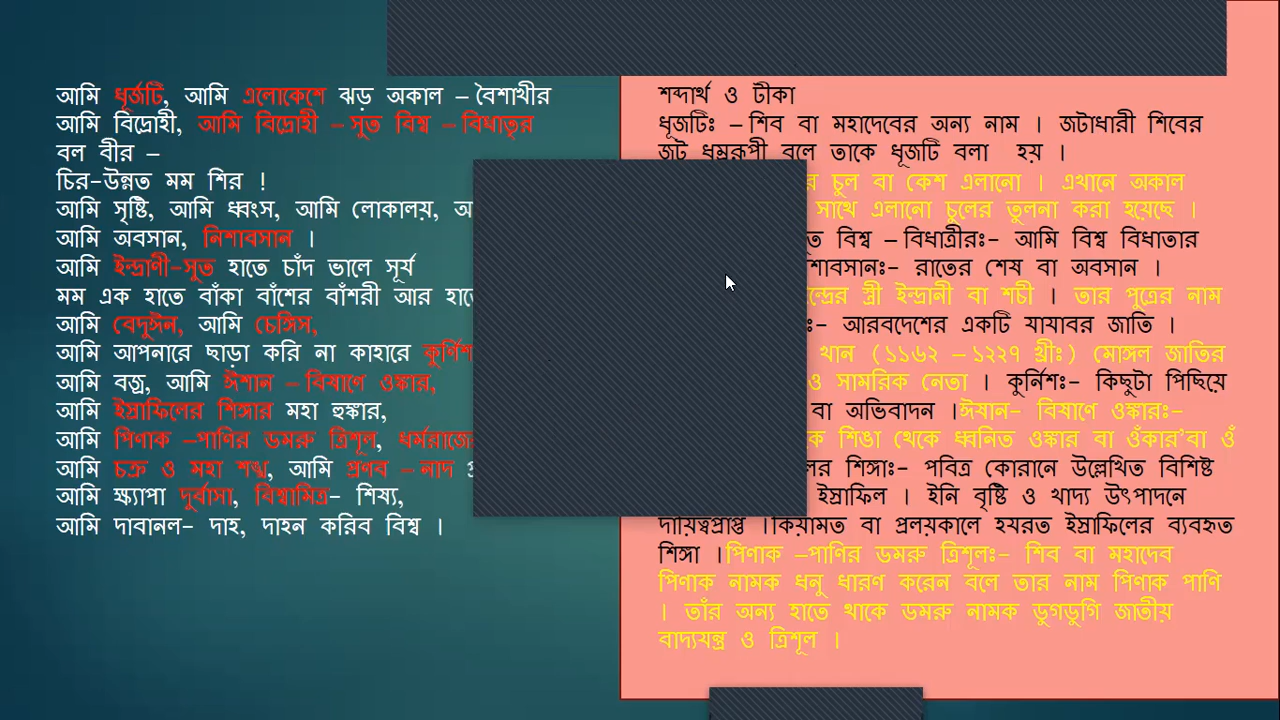 আমি ধূর্জটি, আমি এলোকেশে ঝড় অকাল – বৈশাখীর
আমি বিদ্রোহী, আমি বিদ্রোহী – সুত বিশ্ব – বিধাতৃর
বল বীর –
চির-উন্নত মম শির !
আমি সৃষ্টি, আমি ধ্বংস, আমি লোকালয়,
আমি অবসান, নিশাবসান ।
আমি ইন্দ্রাণী-সুত হাতে চাঁদ ভালে সূর্য
মম এক হাতে বাঁকা বাঁশের বাঁশরী আর
আমি বেদুঈন, আমি চেঙ্গিস,
আমি আপনারে ছাড়া করি না কাহারে
আমি বজ্র, আমি ঈশান – বিষাণে ওঙ্কার,
আমি ইস্রাফিলের শিঙ্গার মহা হুঙ্কার,
আমি পিণাক –পাণির ডমরু ত্রিশূল,
আমি চক্র ও মহা শঙ্খ, আমি প্রণব – নাদ
আমি ক্ষ্যাপা দুর্বাসা, বিশ্বামিত্র- শিষ্য,
আমি দাবানল- দাহ, দাহন করিব বিশ্ব ।
শব্দার্থ ও টীকা
ধূর্জটিঃ – শিব বা মহাদেবের অন্য নাম । জটাধারী শিবের
জট ধুম্ররূপী বলে তাকে ধূর্জটি বলা হয় ।
চুল বা কেশ এলানো । এখানে অকাল
সাথে এলানো চুলের তুলনা করা হয়েছে ।
বিশ্ব – বিধাত্রীরঃ- আমি বিশ্ব বিধাতার
রাতের শেষ বা অবসান ।
স্ত্রী ইন্দ্রানী বা শচী । তার পুত্রের নাম
আরবদেশের একটি যাযাবর জাতি ।
খান (১১৬২ – ১২২৭ খ্রীঃ) মোঙ্গল জাতির
ও সামরিক নেতা । কুর্নিশঃ- কিছুটা পিছিয়ে
বা অভিবাদন ।ঈষান- বিষাণে ওঙ্কারঃ-
শিঙা থেকে ধ্বনিত ওঙ্কার বা ওঁকার'বা ওঁ
শিঙ্গাঃ- পবিত্র কোরানে উল্লেখিত বিশিষ্ট
ইস্রাফিল । ইনি বৃষ্টি ও খাদ্য উৎপাদনে
দায়িত্বপ্রাপ্ত ।কিয়ামত বা প্রলয়কালে হযরত ইস্রাফিলের ব্যবহৃত
শিঙ্গা ।পিণাক –পাণির ডমরু ত্রিশূলঃ- শিব বা মহাদেব
পিণাক নামক ধনু ধারণ করেন বলে তার নাম পিণাক পাণি
। তাঁর অন্য হাতে থাকে ডমরু নামক ডুগডুগি জাতীয়
বাদ্যযন্ত্র ও ত্রিশূল ।